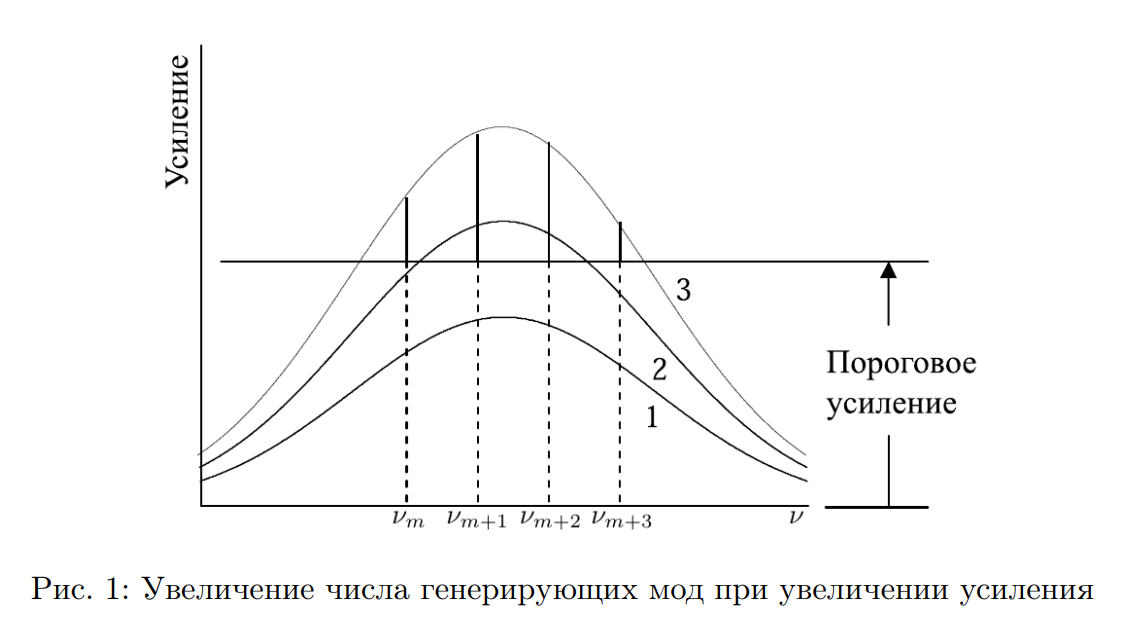 Усиление
3
2
1
Пороговое
усиление
ν_m ν_{m+1} ν_{m+2} ν_{m+3} ν
Рис. 1: Увеличение числа генерирующих мод при увеличении усиления